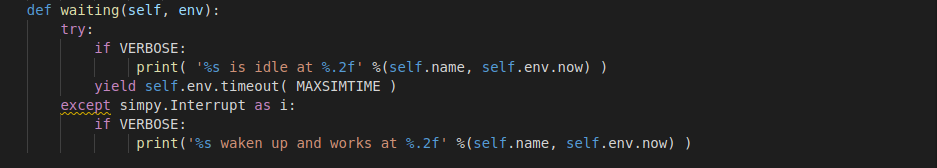 def waiting(self, env):
    try:
        if VERBOSE:
            print( '%s is idle at %.2f' %(self.name, self.env.now) )
        yield self.env.timeout( MAXSIMTIME )
    except simpy.Interrupt as i:
        if VERBOSE:
            print('%s waken up and works at %.2f' %(self.name, self.env.now) )